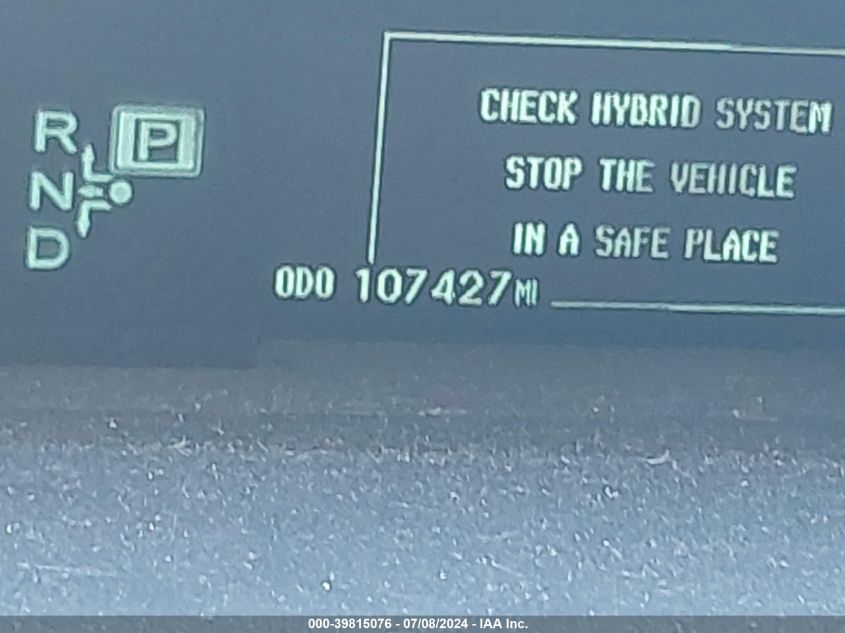 R
P
N
D
CHECK HYBRID SYSTEM
STOP THE VEHICLE
IN A SAFE PLACE
ODO 107427MI
000-39815076 - 07/08/2024 - IAA Inc.